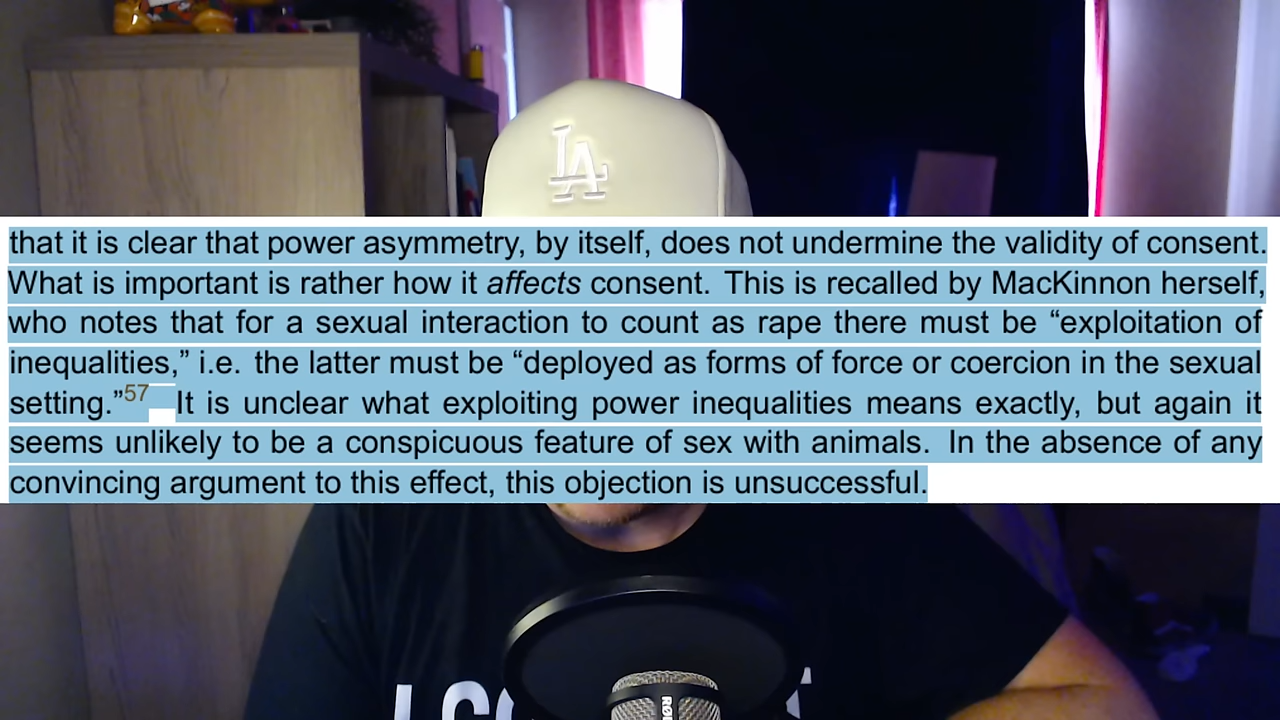 LA
that it is clear that power asymmetry, by itself, does not undermine the validity of consent.
What is important is rather how it affects consent. This is recalled by MacKinnon herself,
who notes that for a sexual interaction to count as rape there must be “exploitation of
inequalities,” i.e. the latter must be “deployed as forms of force or coercion in the sexual
setting.”57 It is unclear what exploiting power inequalities means exactly, but again it
seems unlikely to be a conspicuous feature of sex with animals. In the absence of any
convincing argument to this effect, this objection is unsuccessful.
RØDE